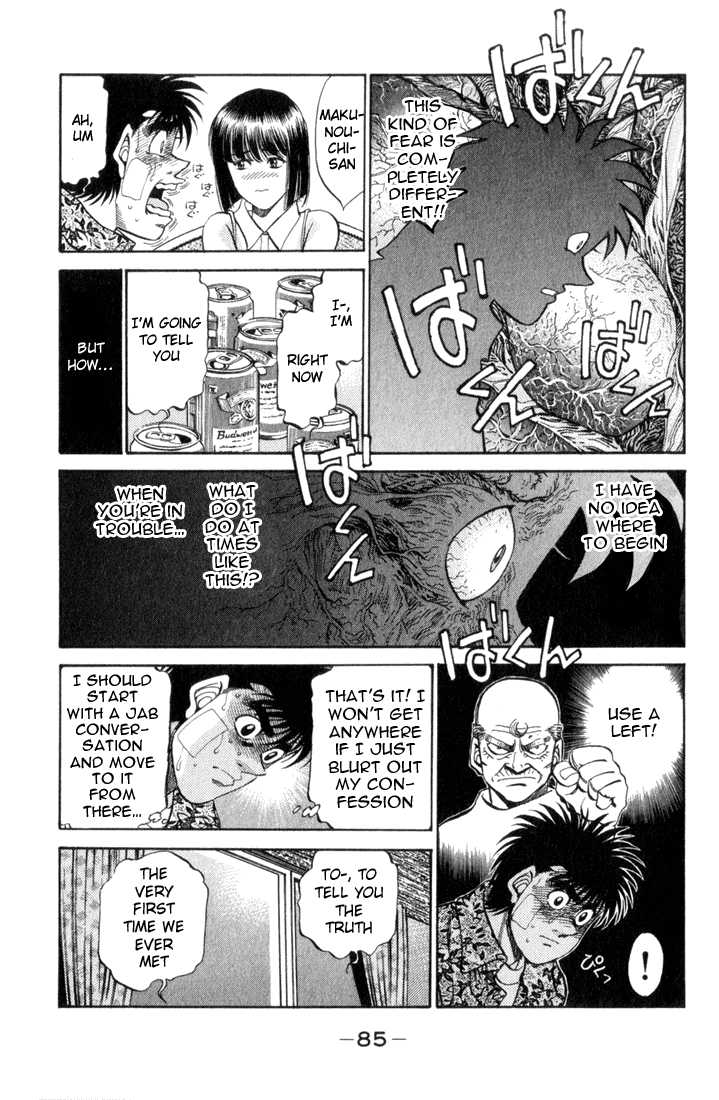 ばくん
THIS
KIND OF
FEAR IS
COM-
PLETELY
DIFFER-
ENT!!
ばくん
MAKU-
NOU-
CHI-
SAN
AH,
UM
はぐ
はぐ
I-,
I'M
RIGHT
NOW
I'M GOING
TO TELL
YOU
Budweis
BUT
HOW...
I HAVE
NO IDEA
WHERE
TO BEGIN
ばくん
WHAT
DO I
DO AT
TIMES
LIKE
THIS!?
WHEN
YOU'RE IN
TROUBLE...
ばくん
USE A
LEFT!
!
ぴくっ
THAT'S IT! I
WON'T GET
ANYWHERE
IF I JUST
BLURT OUT
MY CON-
FESSION
I SHOULD
START
WITH A JAB
CONVER-
SATION AND
MOVE TO
IT FROM
THERE...
TO-, TO
TELL YOU
THE
TRUTH
THE
VERY
FIRST
TIME WE
EVER
MET
-85-